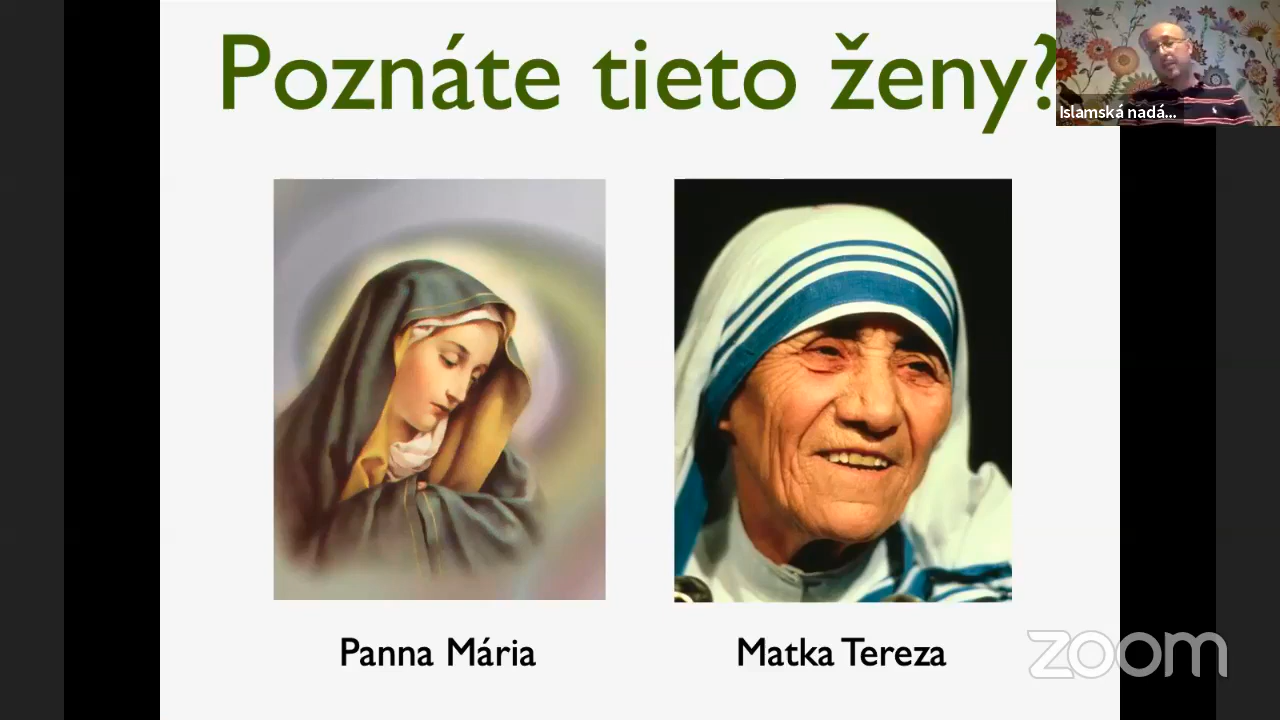 Poznáte tieto ženy?
Islamská nadá...
Panna Mária
Matka Tereza
zoom